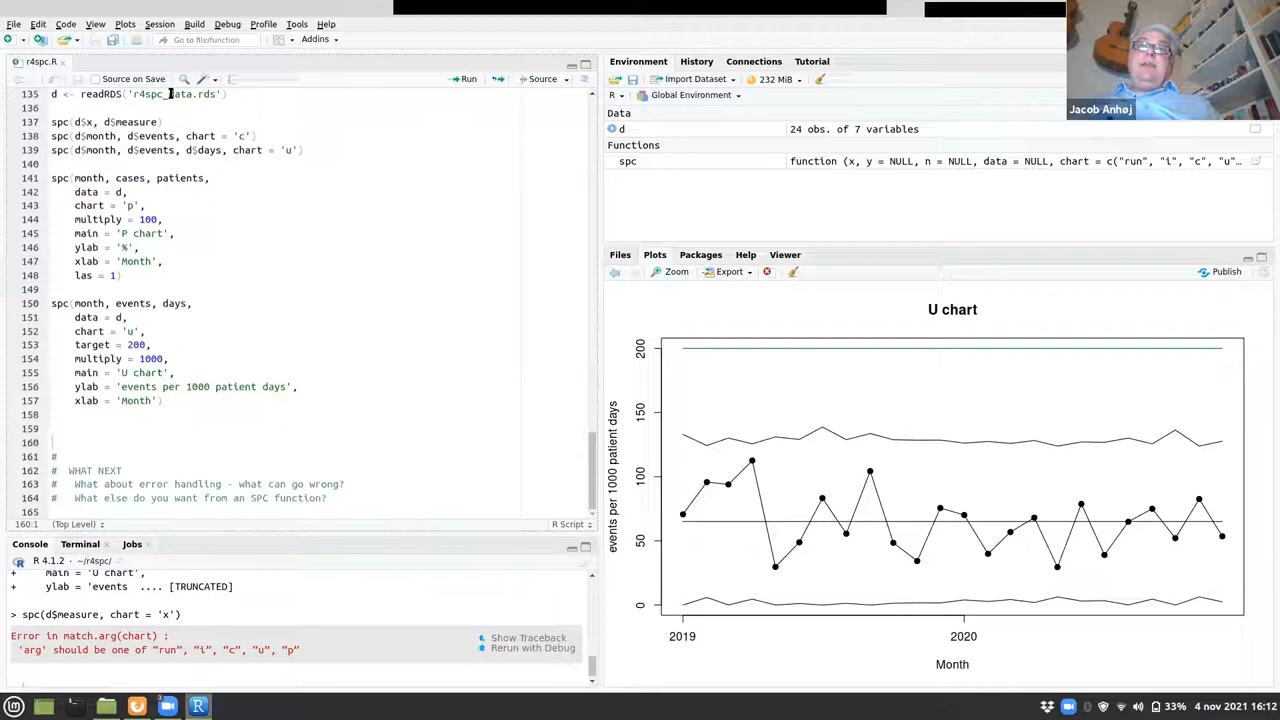 File Edit Code View Plots Session Build Debug Profile Tools Help
Go to file/function Addins
r4spc.R
Source on Save Run Source
135 d <- readRDS('r4spc_data.rds')
136
137 spc(d$x, d$measure)
138 spc(d$month, d$events, chart = 'c')
139 spc(d$month, d$events, d$days, chart = 'u')
140
141 spc(month, cases, patients,
142 data = d,
143 chart = 'p',
144 multiply = 100,
145 main = 'P chart',
146 ylab = '%',
147 xlab = 'Month',
148 las = 1)
149
150 spc(month, events, days,
151 data = d,
152 chart = 'u',
153 target = 200,
154 multiply = 1000,
155 main = 'U chart',
156 ylab = 'events per 1000 patient days',
157 xlab = 'Month')
158
159
160
161 #
162 # WHAT NEXT
163 # What about error handling - what can go wrong?
164 # What else do you want from an SPC function?
165
160:1 (Top Level) R Script
Console Terminal Jobs
R 4.1.2 · ~/r4spc/
+ main = 'U chart',
+ ylab = 'events .... [TRUNCATED]
> spc(d$measure, chart = 'x')
Error in match.arg(chart) :
'arg' should be one of “run”, “i”, “c”, “u”, “p”
Show Traceback
Rerun with Debug
Environment History Connections Tutorial
Import Dataset 232 MiB
R Global Environment
Data
d 24 obs. of 7 variables
Functions
spc function (x, y = NULL, n = NULL, data = NULL, chart = c("run", "i", "c", "u"…
Files Plots Packages Help Viewer
Zoom Export Publish
U chart
events per 1000 patient days
200
150
100
50
0
2019 2020
Month
Jacob Anhøj
33% 4 nov 2021 16:12